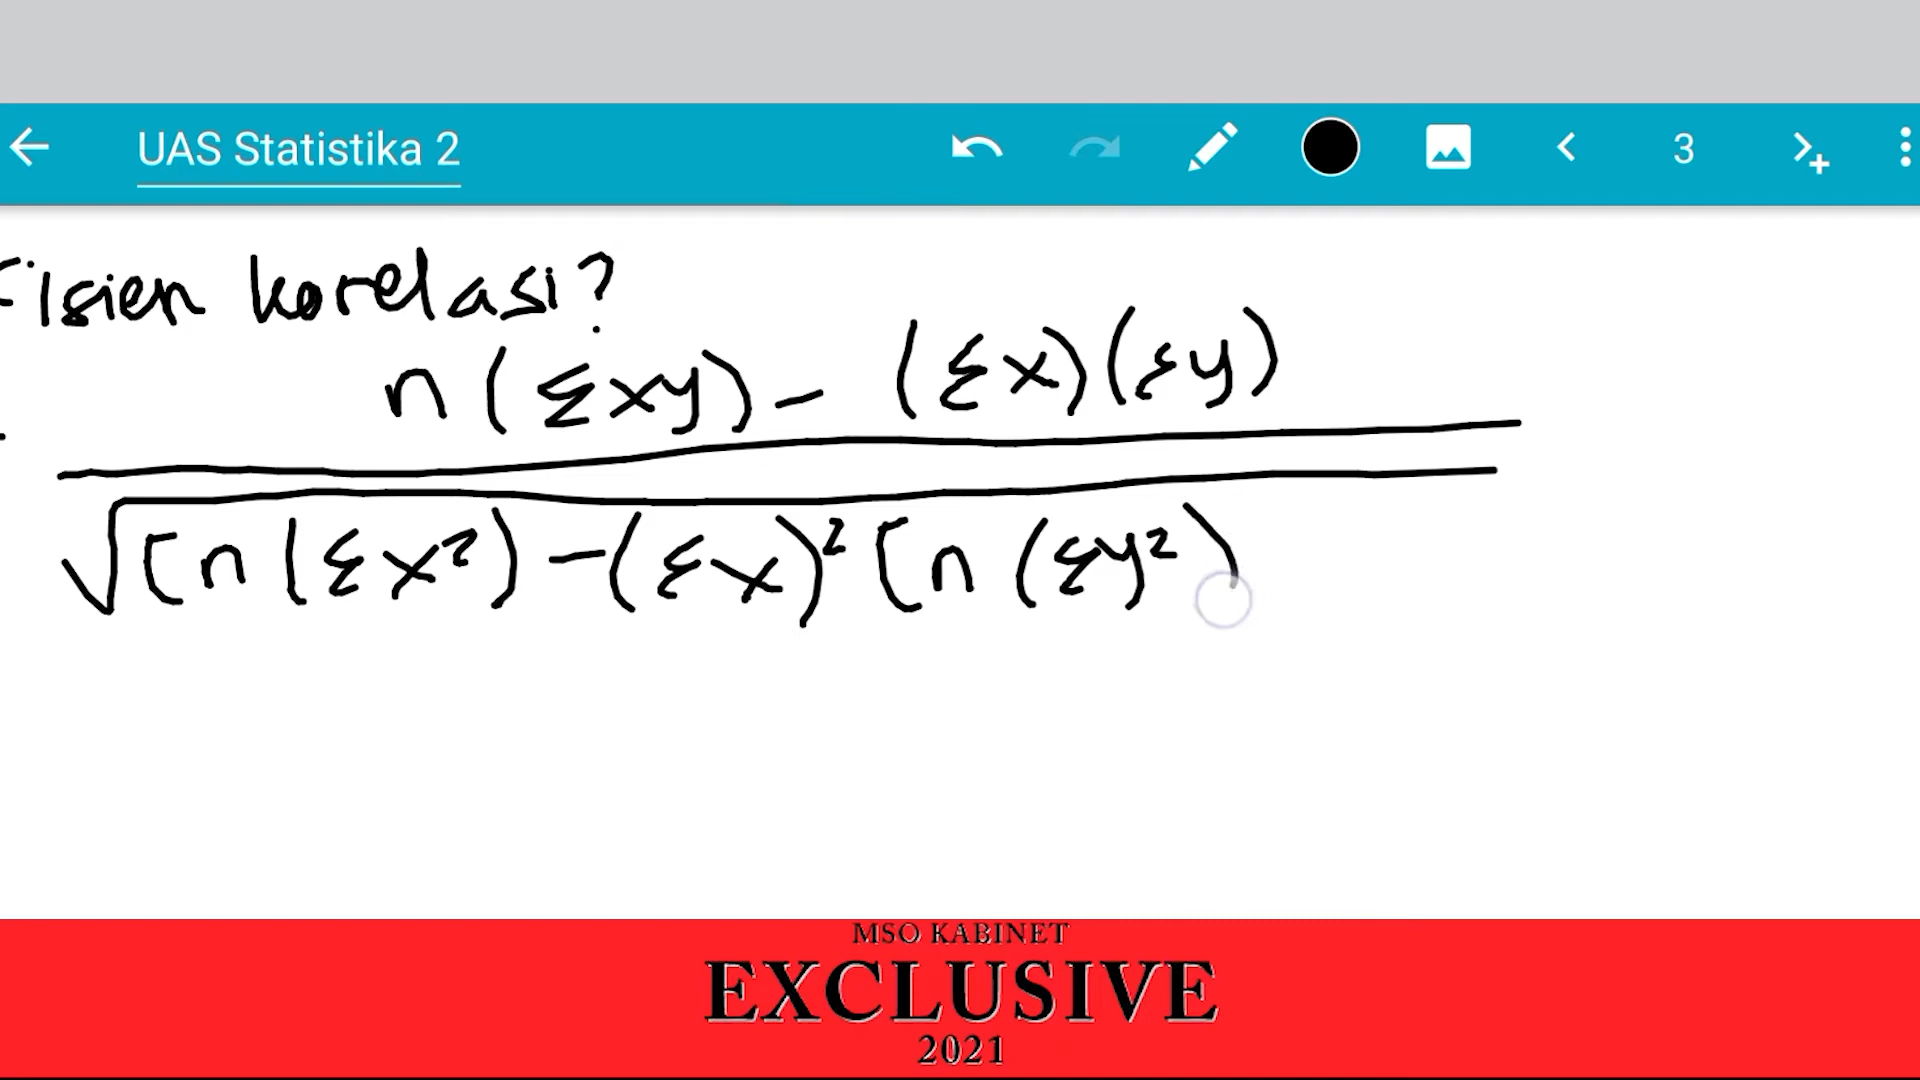 UAS Statistika 2
3
fisien korelasi?
n (Σxy) - (Σx)(Σy)
√[n (Σx²) - (Σx)² [n (Σy²)
MSO KABINET
EXCLUSIVE
2021